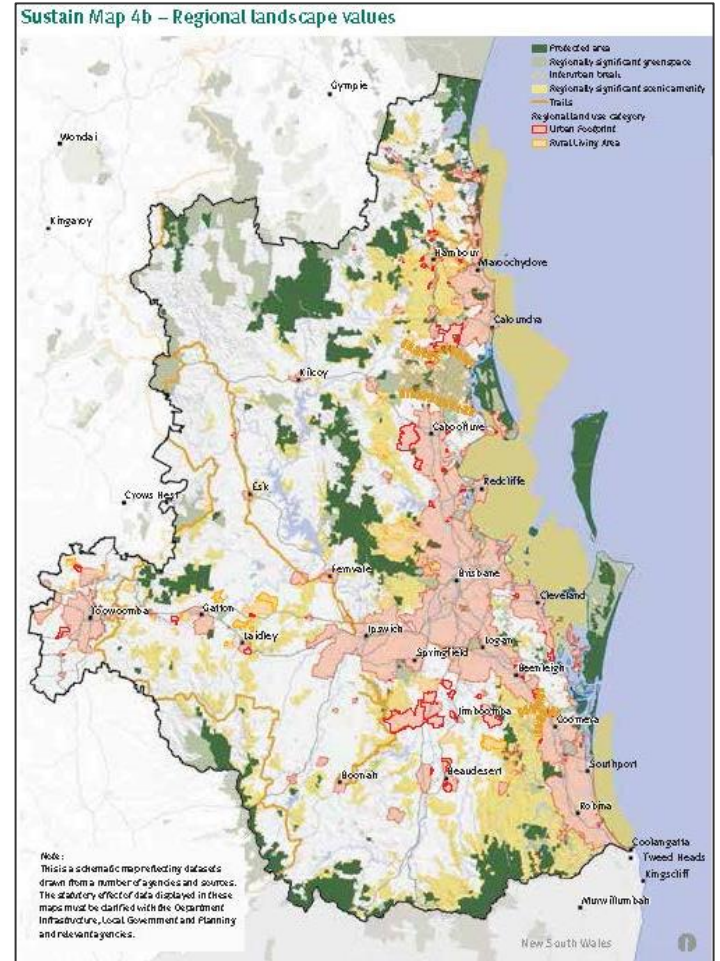 Sustain Map 4b – Regional landscape values
Protected area
Regionally significant greenspace
Interurban break
Regionally significant scenic amenity
Trails
Regional land use category
Urban Footprint
Rural Living Area
Gympie
Wondai
Kingaroy
Nambour
Maroochydore
Caloundra
Kilcoy
Caboolture
Esk
Redcliffe
Crows Nest
Fernvale
Brisbane
Cleveland
Toowoomba
Gatton
Laidley
Ipswich
Logan
Springfield
Beenleigh
Jimboomba
Coomera
Southport
Boonah
Beaudesert
Robina
Coolangatta
Tweed Heads
Kingscliff
Murwillumbah
Note:
This is a schematic map reflecting datasets
drawn from a number of agencies and sources.
The statutory effect of data displayed in these
maps must be clarified with the Department
Infrastructure, Local Government and Planning
and relevant agencies.
New South Wales